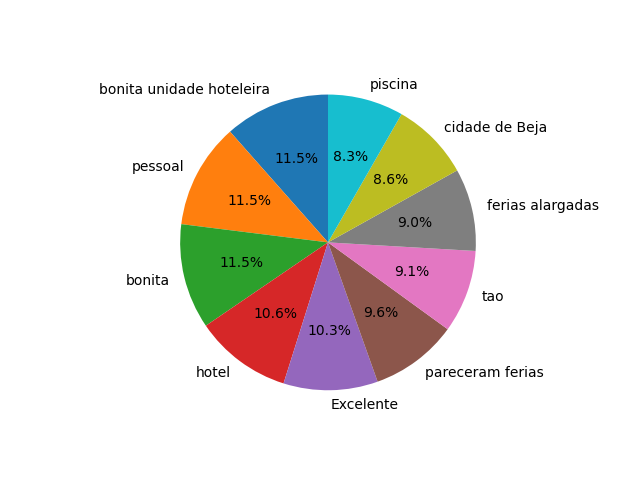 bonita unidade hoteleira
11.5%
pessoal
11.5%
bonita
11.5%
hotel
10.6%
Excelente
10.3%
pareceram ferias
9.6%
tao
9.1%
ferias alargadas
9.0%
cidade de Beja
8.6%
piscina
8.3%